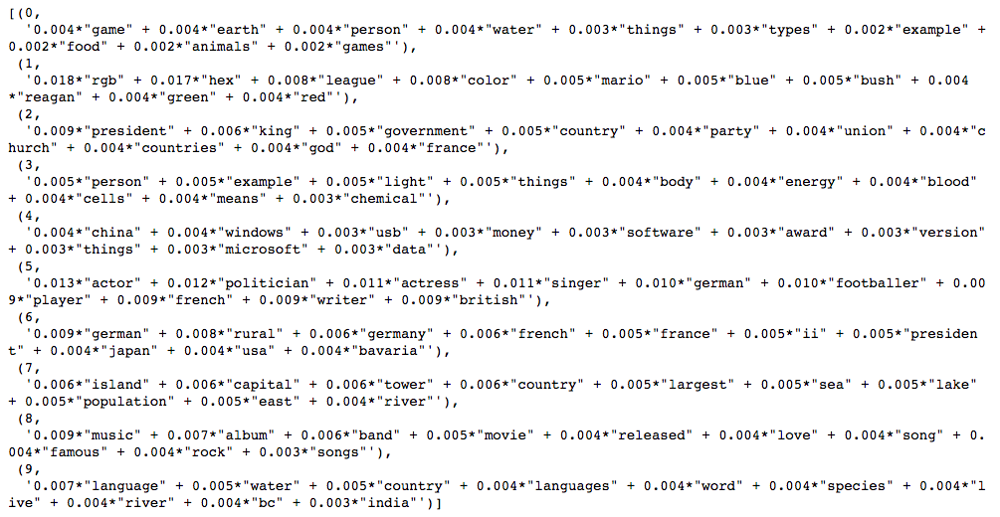 [(0,
'0.004*"game" + 0.004*"earth" + 0.004*"person" + 0.004*"water" + 0.003*"things" + 0.003*"types" + 0.002*"example" +
0.002*"food" + 0.002*"animals" + 0.002*"games"'),
(1,
'0.018*"rgb" + 0.017*"hex" + 0.008*"league" + 0.008*"color" + 0.005*"mario" + 0.005*"blue" + 0.005*"bush" + 0.004
*"reagan" + 0.004*"green" + 0.004*"red"'),
(2,
'0.009*"president" + 0.006*"king" + 0.005*"government" + 0.005*"country" + 0.004*"party" + 0.004*"union" + 0.004*"c
hurch" + 0.004*"countries" + 0.004*"god" + 0.004*"france"'),
(3,
'0.005*"person" + 0.005*"example" + 0.005*"light" + 0.005*"things" + 0.004*"body" + 0.004*"energy" + 0.004*"blood"
+ 0.004*"cells" + 0.004*"means" + 0.003*"chemical"'),
(4,
'0.004*"china" + 0.004*"windows" + 0.003*"usb" + 0.003*"money" + 0.003*"software" + 0.003*"award" + 0.003*"version"
+ 0.003*"things" + 0.003*"microsoft" + 0.003*"data"'),
(5,
'0.013*"actor" + 0.012*"politician" + 0.011*"actress" + 0.011*"singer" + 0.010*"german" + 0.010*"footballer" + 0.00
9*"player" + 0.009*"french" + 0.009*"writer" + 0.009*"british"'),
(6,
'0.009*"german" + 0.008*"rural" + 0.006*"germany" + 0.006*"french" + 0.005*"france" + 0.005*"ii" + 0.005*"presiden
t" + 0.004*"japan" + 0.004*"usa" + 0.004*"bavaria"'),
(7,
'0.006*"island" + 0.006*"capital" + 0.006*"tower" + 0.006*"country" + 0.005*"largest" + 0.005*"sea" + 0.005*"lake"
+ 0.005*"population" + 0.005*"east" + 0.004*"river"'),
(8,
'0.009*"music" + 0.007*"album" + 0.006*"band" + 0.005*"movie" + 0.004*"released" + 0.004*"love" + 0.004*"song" + 0.
004*"famous" + 0.004*"rock" + 0.003*"songs"'),
(9,
'0.007*"language" + 0.005*"water" + 0.005*"country" + 0.004*"languages" + 0.004*"word" + 0.004*"species" + 0.004*"l
ive" + 0.004*"river" + 0.004*"bc" + 0.003*"india"')]